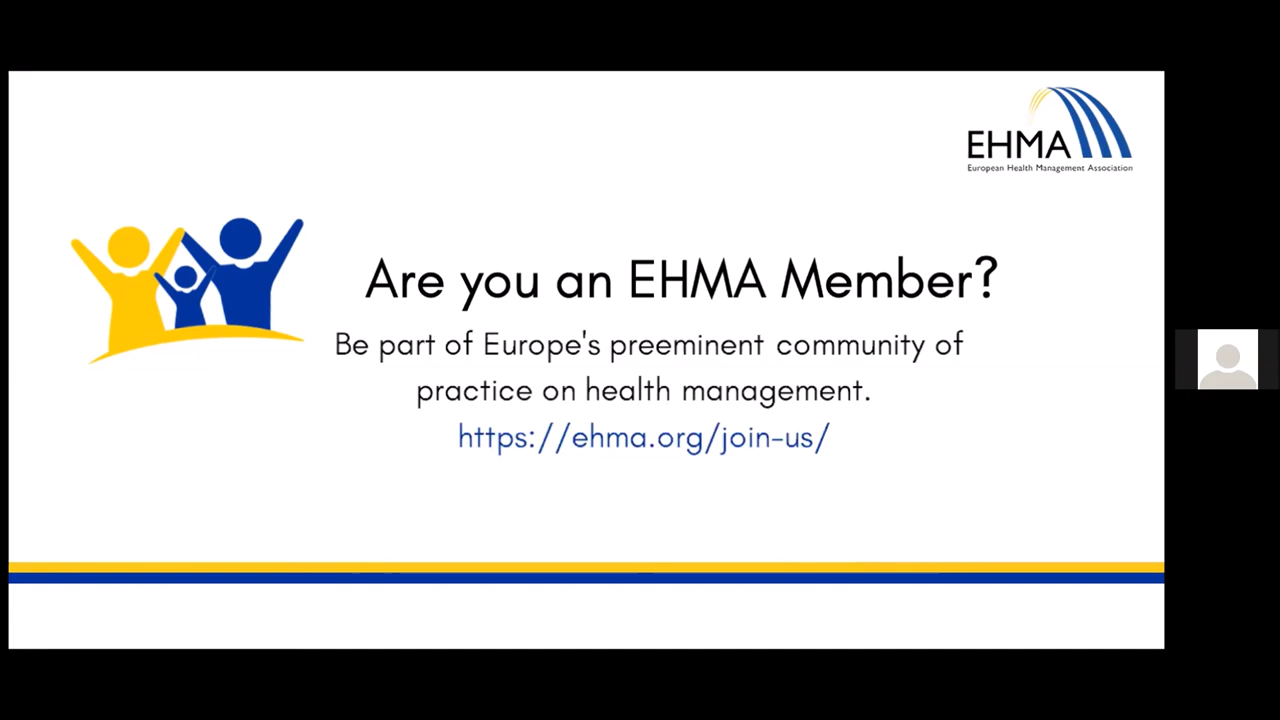 EHMA
European Health Management Association
Are you an EHMA Member?
Be part of Europe's preeminent community of
practice on health management.
https://ehma.org/join-us/